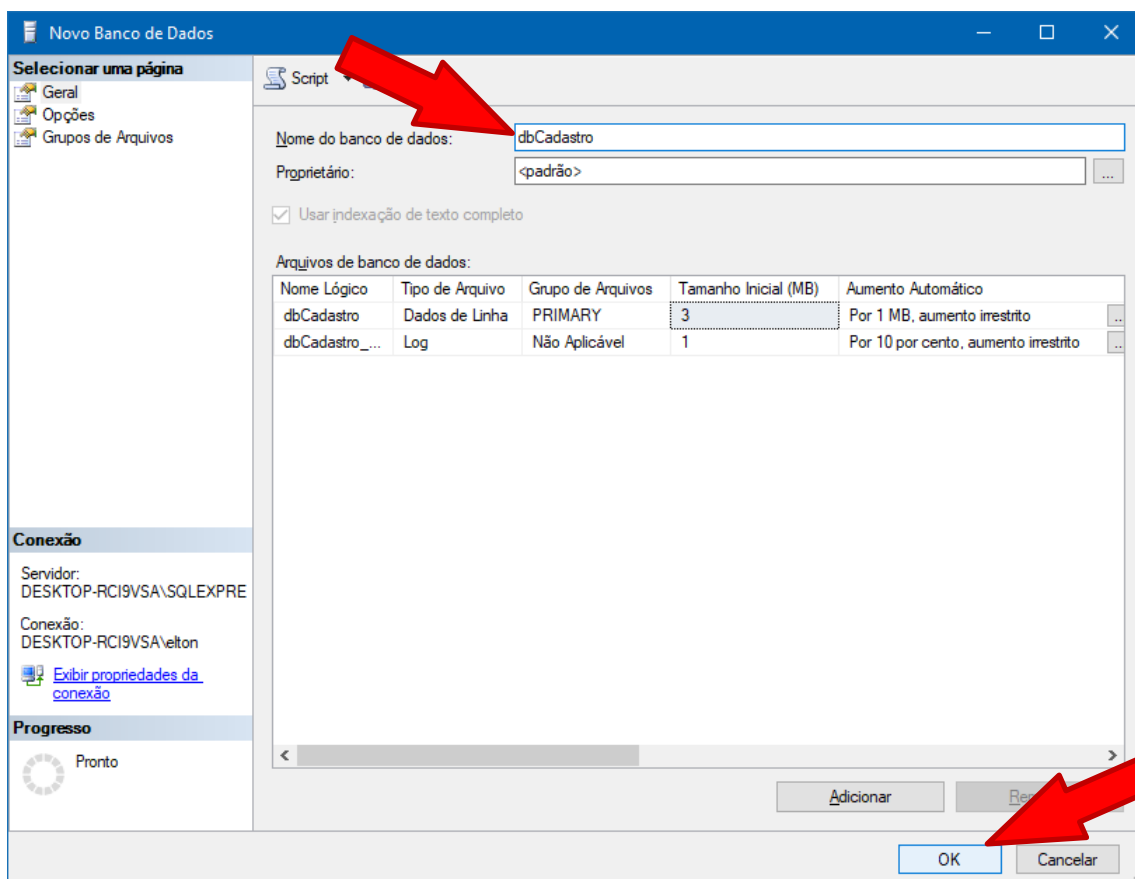 Novo Banco de Dados
Selecionar uma página
Geral
Opções
Grupos de Arquivos
Script
Nome do banco de dados: dbCadastro
Proprietário: <padrão> ...
Usar indexação de texto completo
Arquivos de banco de dados:
Nome Lógico Tipo de Arquivo Grupo de Arquivos Tamanho Inicial (MB) Aumento Automático
dbCadastro Dados de Linha PRIMARY 3 Por 1 MB, aumento irrestrito ..
dbCadastro_... Log Não Aplicável 1 Por 10 por cento, aumento irrestrito ..
Conexão
Servidor:
DESKTOP-RCI9VSA\SQLEXPRE
Conexão:
DESKTOP-RCI9VSA\elton
Exibir propriedades da
conexão
Progresso
Pronto
Adicionar
OK Cancelar